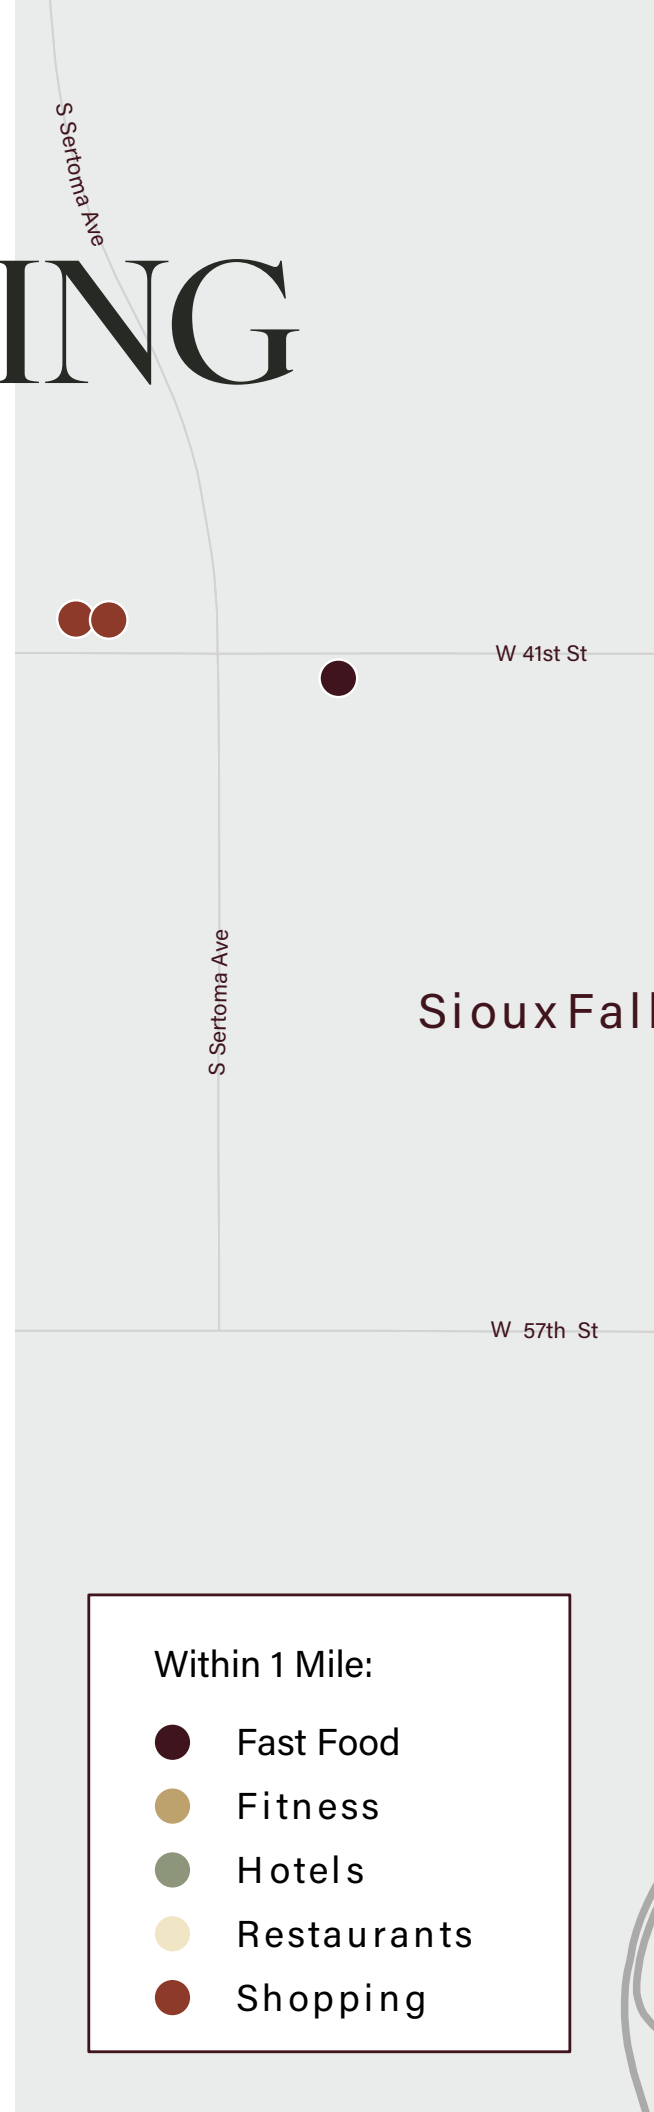 S Sertoma Ave
ING
W 41st St
S Sertoma Ave
Sioux Fall
W 57th St
Within 1 Mile:
Fast Food
Fitness
Hotels
Restaurants
Shopping